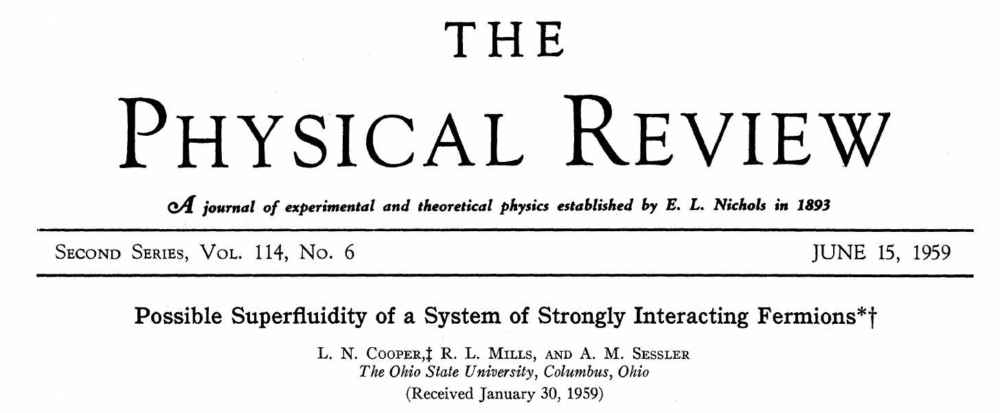 THE
PHYSICAL REVIEW
A journal of experimental and theoretical physics established by E. L. Nichols in 1893
SECOND SERIES, VOL. 114, NO. 6 JUNE 15, 1959
Possible Superfluidity of a System of Strongly Interacting Fermions*†
L. N. COOPER,‡ R. L. MILLS, AND A. M. SESSLER
The Ohio State University, Columbus, Ohio
(Received January 30, 1959)